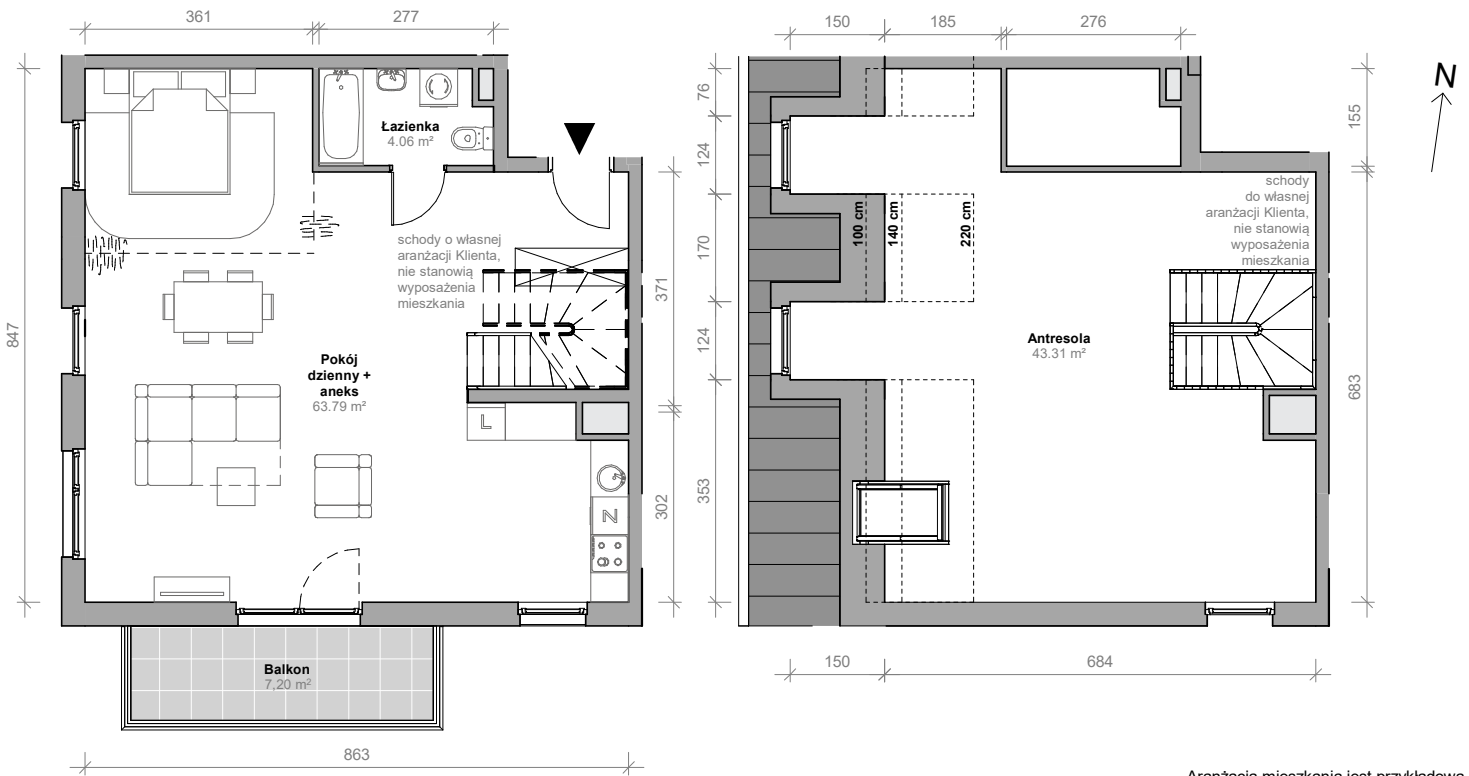 361
277
Łazienka
4.06 m²
schody o własnej
aranżacji Klienta,
nie stanowią
wyposażenia
mieszkania
847
371
Pokój
dzienny +
aneks
63.79 m²
L
302
N
Balkon
7,20 m²
863
150
185
276
N
76
155
124
schody
do własnej
aranżacji Klienta,
nie stanowią
wyposażenia
mieszkania
100 cm
140 cm
220 cm
170
124
Antresola
43.31 m²
683
353
150
684
Aranżacja mieszkania jest przykładowa